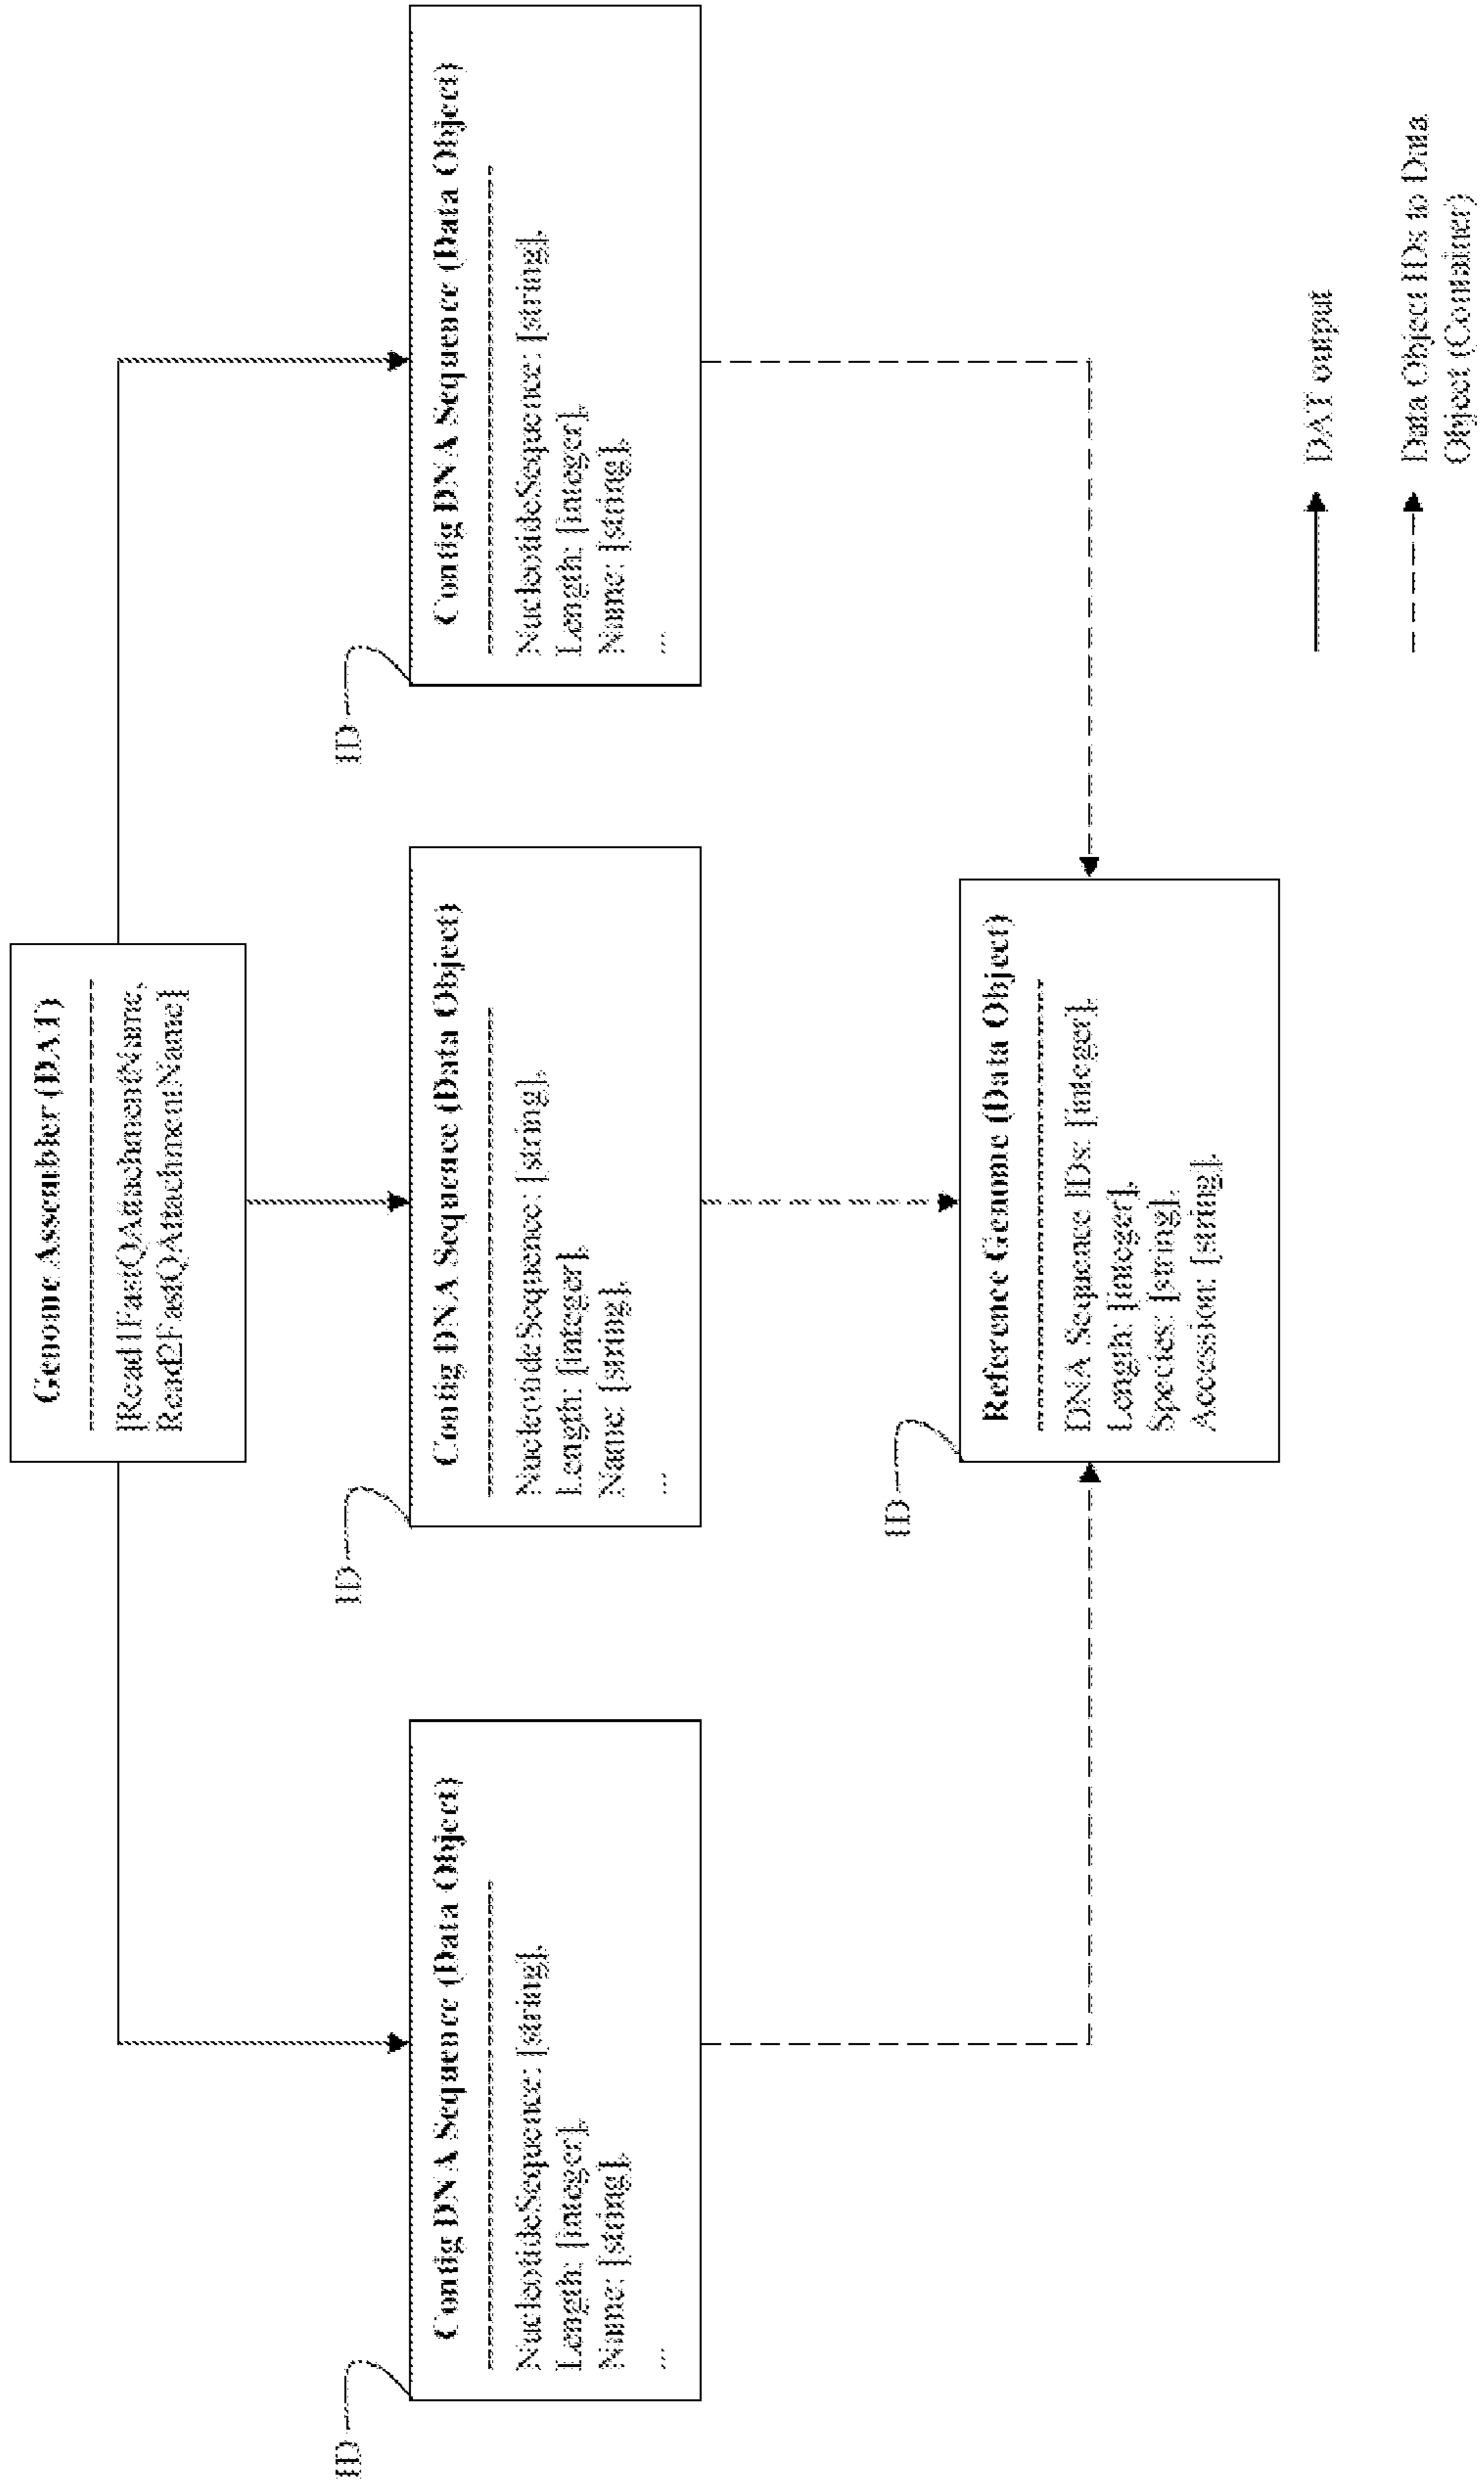 Genome Assembler (DAT)
[Read1FastQAttachmentName,
Read2FastQAttachmentName]
ID
Contig DNA Sequence (Data Object)
NucleotideSequence: [string],
Length: [integer],
Name: [string],
...
ID
Contig DNA Sequence (Data Object)
NucleotideSequence: [string],
Length: [integer],
Name: [string],
...
ID
Contig DNA Sequence (Data Object)
NucleotideSequence: [string],
Length: [integer],
Name: [string],
...
ID
Reference Genome (Data Object)
DNA Sequence IDs: [integer],
Length: [integer],
Species: [string],
Accession: [string],
DAT output
Data Object IDs to Data
Object (Container)